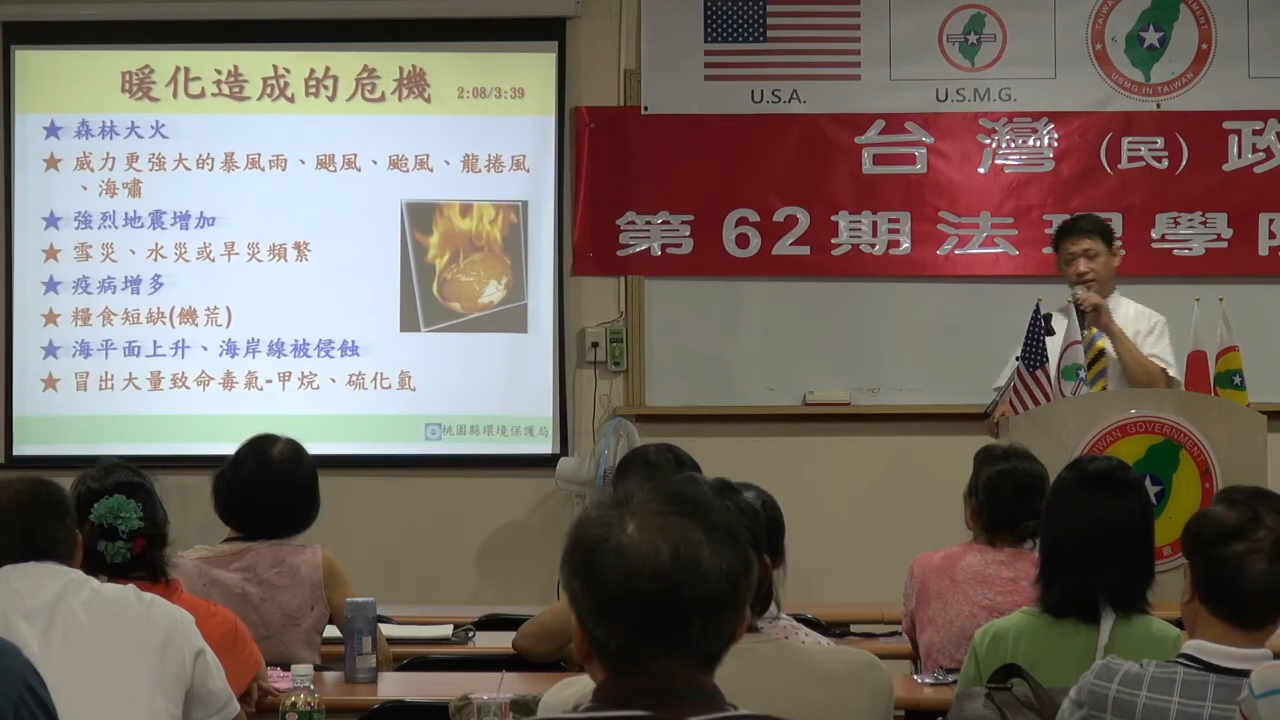 暖化造成的危機 2:08/3:39
★ 森林大火
★ 威力更強大的暴風雨、颶風、颱風、龍捲風
、海嘯
★ 強烈地震增加
★ 雪災、水災或旱災頻繁
★ 疫病增多
★ 糧食短缺(饑荒)
★ 海平面上升、海岸線被侵蝕
★ 冒出大量致命毒氣-甲烷、硫化氫
桃園縣環境保護局
U.S.A.
U.S.M.G.
USMG IN TAIWAN
台灣(民)政
第62期法理學
TAIWAN GOVERNMENT